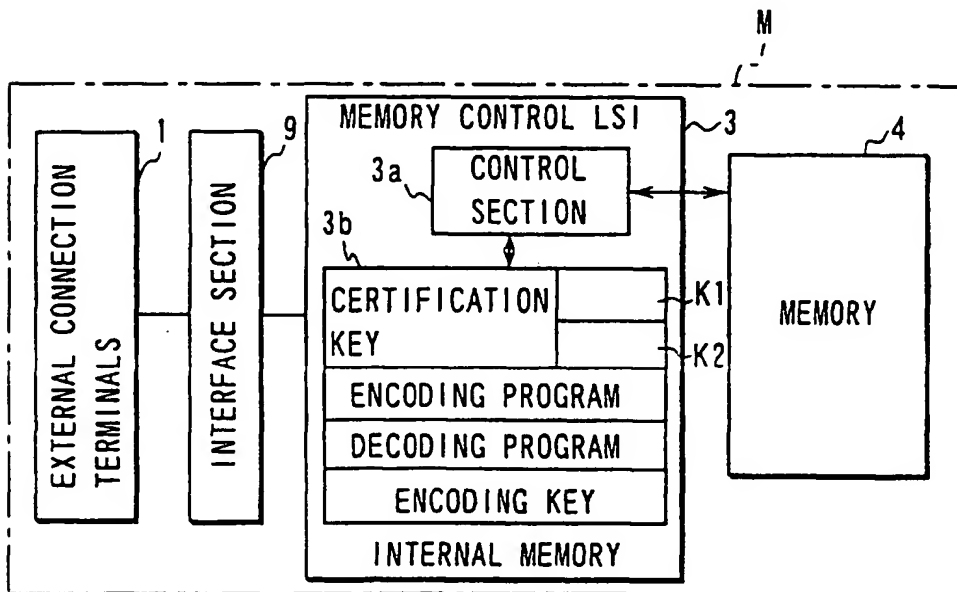 M
1
EXTERNAL CONNECTION
TERMINALS
9
INTERFACE SECTION
MEMORY CONTROL LSI
3
3a
CONTROL
SECTION
3b
CERTIFICATION
KEY
K1
K2
ENCODING PROGRAM
DECODING PROGRAM
ENCODING KEY
INTERNAL MEMORY
4
MEMORY